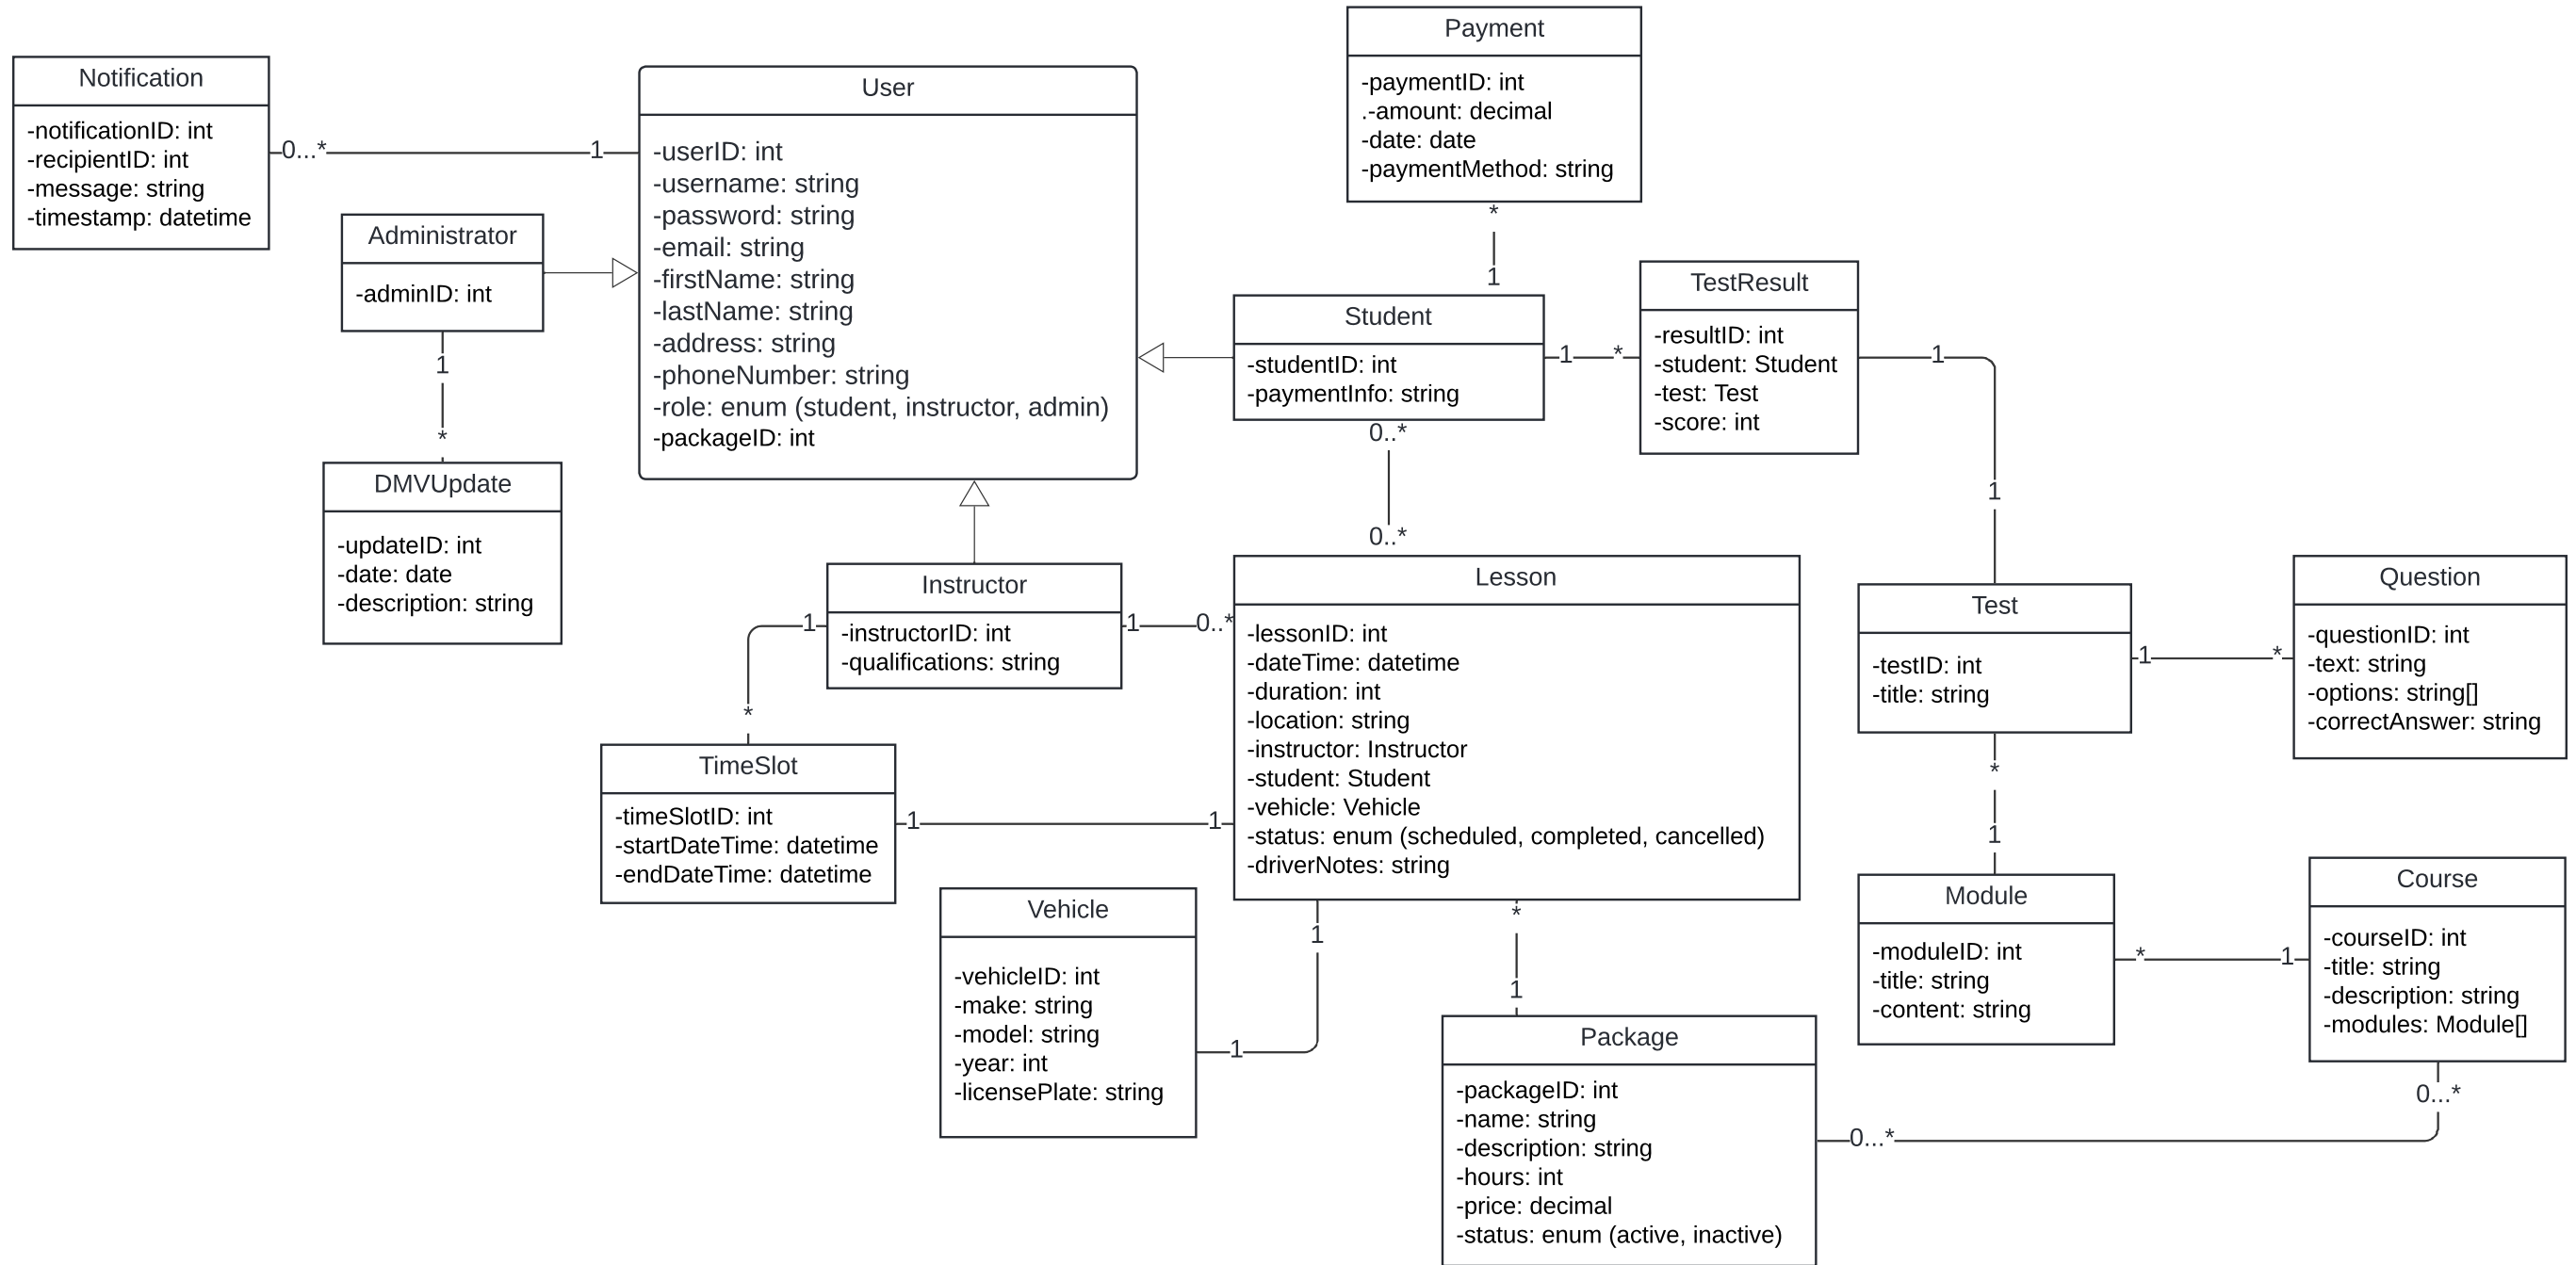 Payment
-paymentID: int
.-amount: decimal
-date: date
-paymentMethod: string
Notification
-notificationID: int
-recipientID: int
-message: string
-timestamp: datetime
0...*
1
User
-userID: int
-username: string
-password: string
-email: string
-firstName: string
-lastName: string
-address: string
-phoneNumber: string
-role: enum (student, instructor, admin)
-packageID: int
Administrator
-adminID: int
1
*
DMVUpdate
-updateID: int
-date: date
-description: string
*
1
Student
-studentID: int
-paymentInfo: string
1
*
TestResult
-resultID: int
-student: Student
-test: Test
-score: int
1
1
0..*
0..*
Instructor
-instructorID: int
-qualifications: string
1
0..*
1
*
Lesson
-lessonID: int
-dateTime: datetime
-duration: int
-location: string
-instructor: Instructor
-student: Student
-vehicle: Vehicle
-status: enum (scheduled, completed, cancelled)
-driverNotes: string
Test
-testID: int
-title: string
1
*
Question
-questionID: int
-text: string
-options: string[]
-correctAnswer: string
TimeSlot
-timeSlotID: int
-startDateTime: datetime
-endDateTime: datetime
1
1
*
1
Vehicle
-vehicleID: int
-make: string
-model: string
-year: int
-licensePlate: string
1
1
*
1
Module
-moduleID: int
-title: string
-content: string
*
1
Course
-courseID: int
-title: string
-description: string
-modules: Module[]
Package
-packageID: int
-name: string
-description: string
-hours: int
-price: decimal
-status: enum (active, inactive)
0...*
0...*